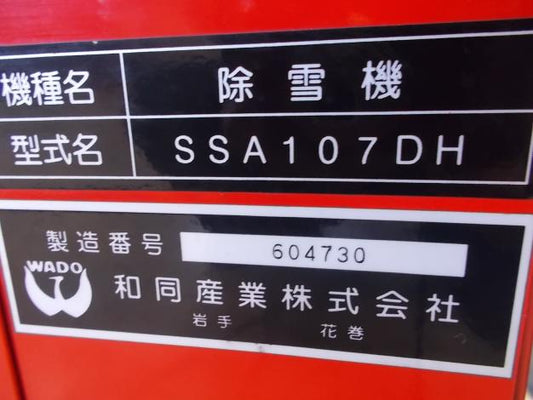 機種名 除雪機
型式名 SSA107DH
製造番号 604730
WADO 和同産業株式会社
岩手 花巻